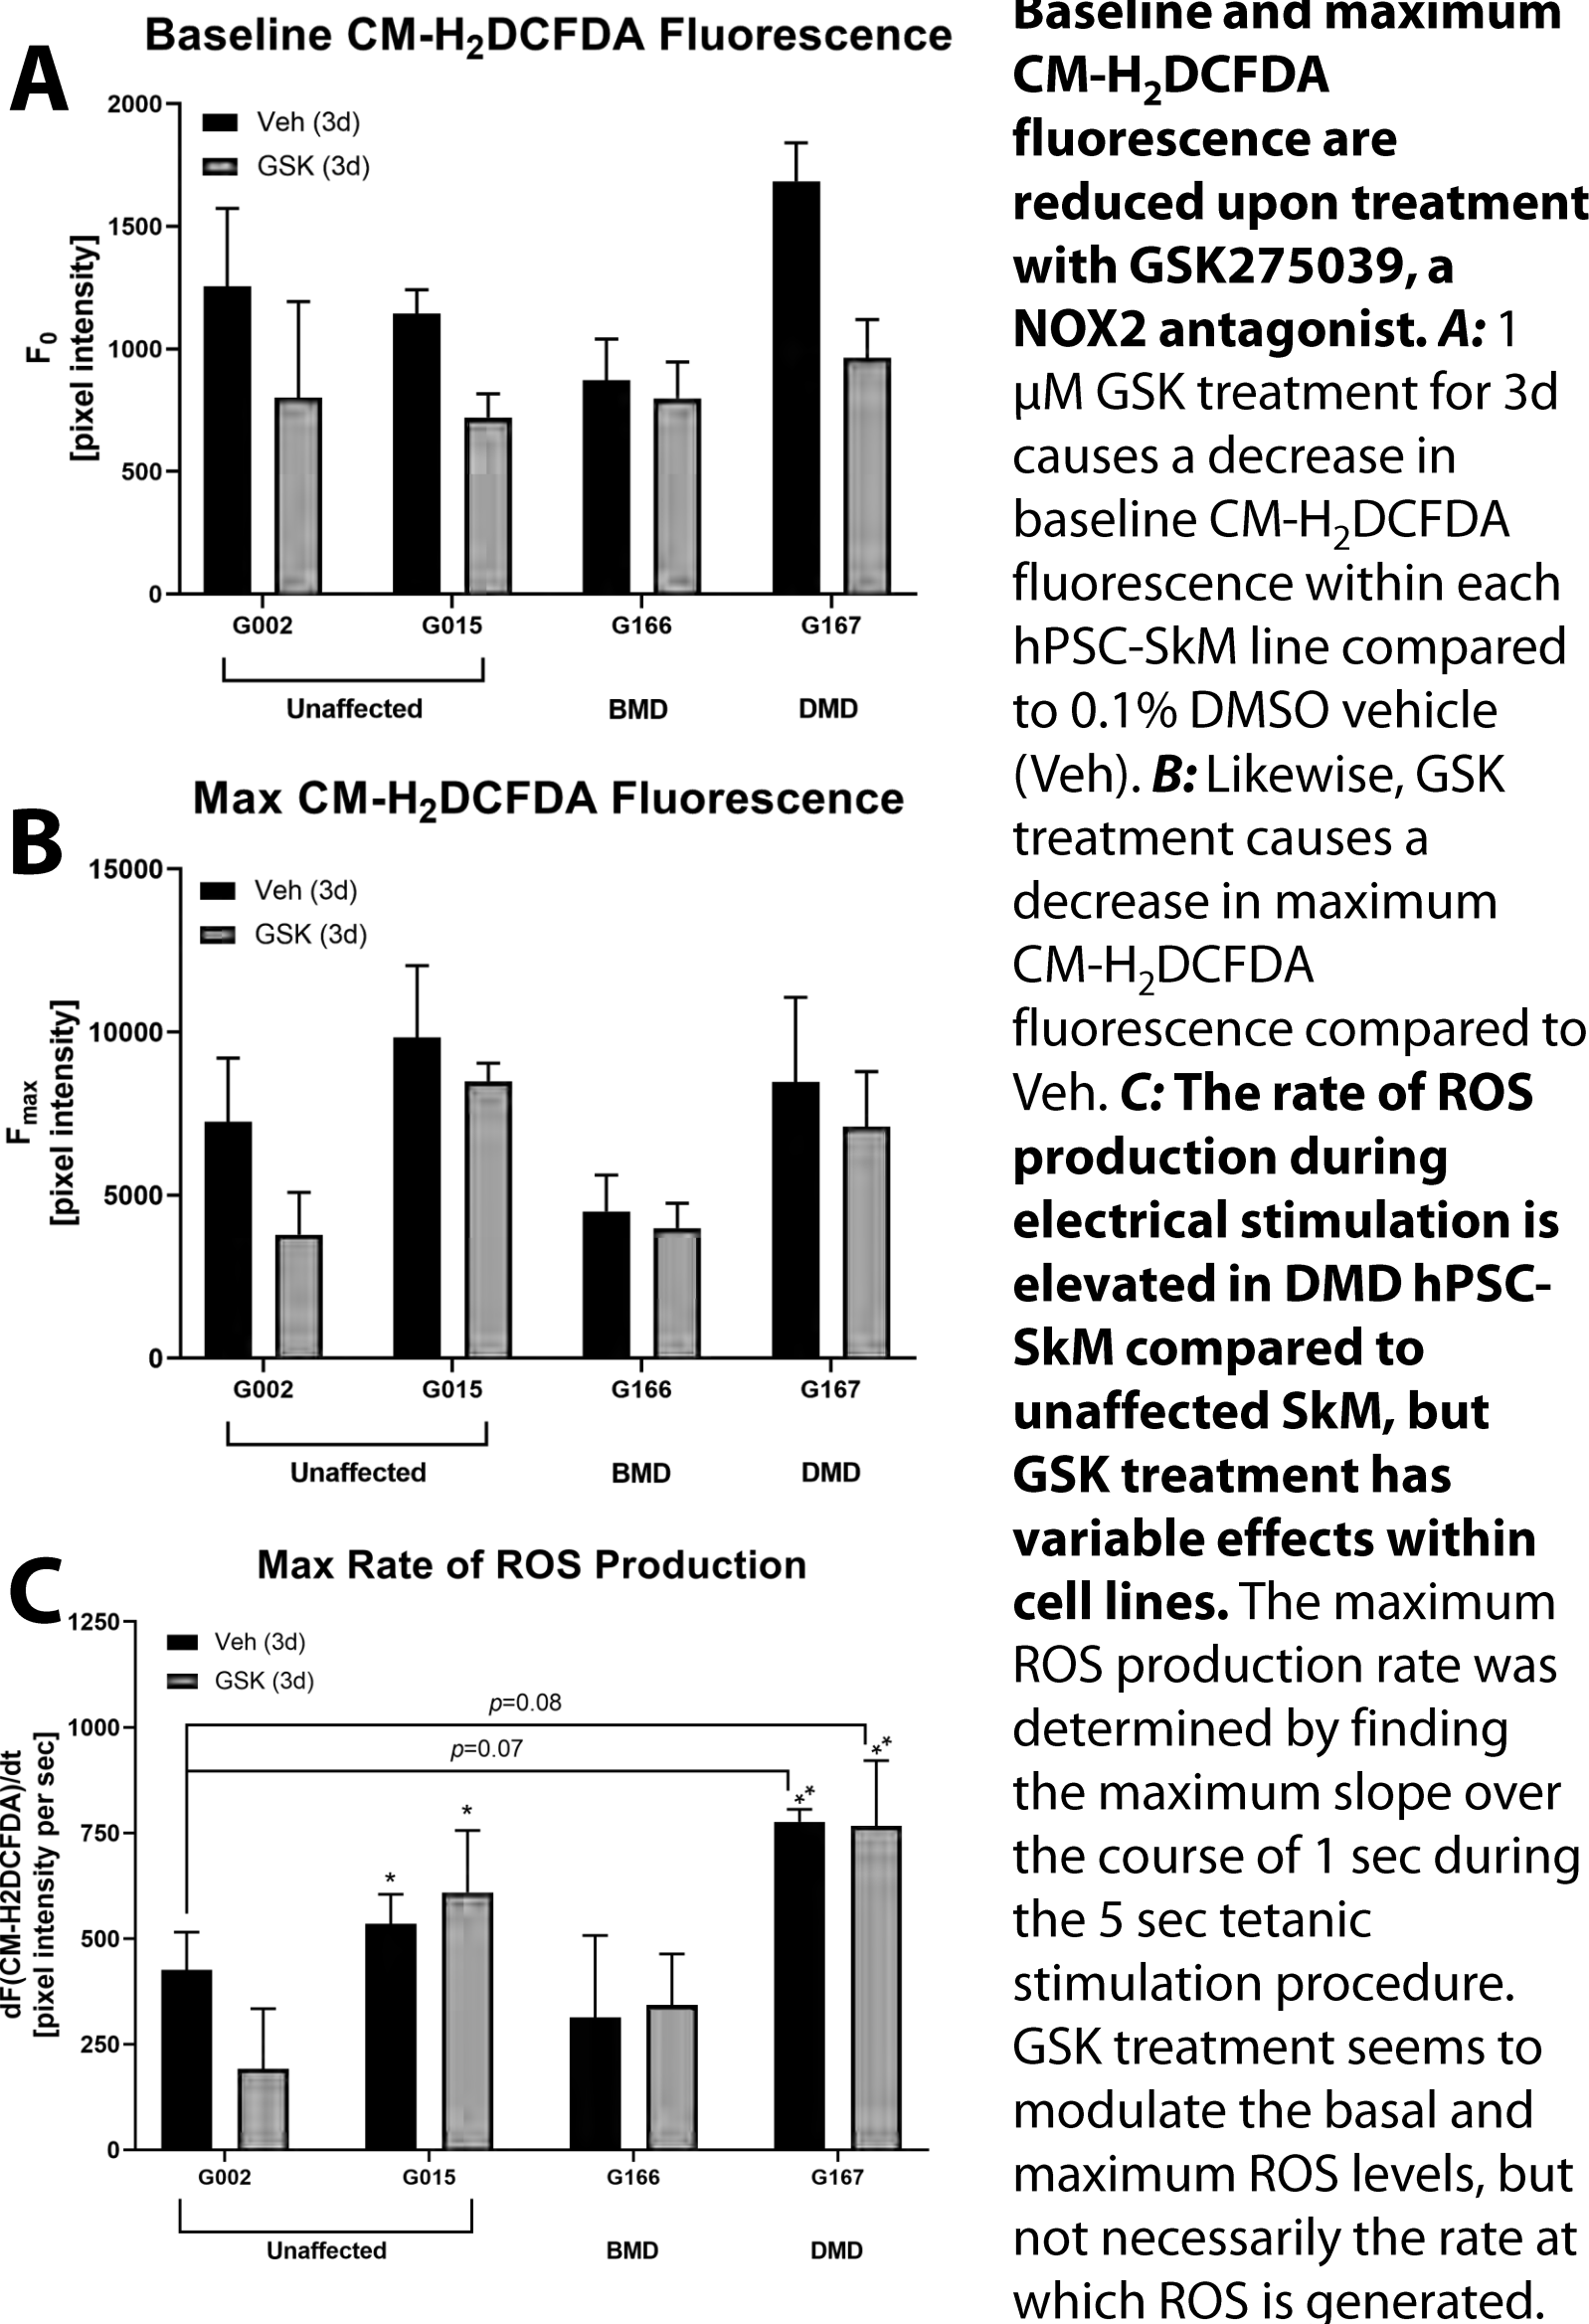 Baseline CM-H₂DCFDA Fluorescence
A
2000
1500
1000
500
0
F₀
[pixel intensity]
Veh (3d)
GSK (3d)
G002 G015 G166 G167
Unaffected BMD DMD
Max CM-H₂DCFDA Fluorescence
B
15000
10000
5000
0
Fmax
[pixel intensity]
Veh (3d)
GSK (3d)
G002 G015 G166 G167
Unaffected BMD DMD
Max Rate of ROS Production
C
1250
1000
750
500
250
0
dF(CM-H2DCFDA)/dt
[pixel intensity per sec]
Veh (3d)
GSK (3d)
p=0.08
p=0.07
**
**
*
*
G002 G015 G166 G167
Unaffected BMD DMD
Baseline and maximum
CM-H₂DCFDA
fluorescence are
reduced upon treatment
with GSK275039, a
NOX2 antagonist. A: 1
µM GSK treatment for 3d
causes a decrease in
baseline CM-H₂DCFDA
fluorescence within each
hPSC-SkM line compared
to 0.1% DMSO vehicle
(Veh). B: Likewise, GSK
treatment causes a
decrease in maximum
CM-H₂DCFDA
fluorescence compared to
Veh. C: The rate of ROS
production during
electrical stimulation is
elevated in DMD hPSC-
SkM compared to
unaffected SkM, but
GSK treatment has
variable effects within
cell lines. The maximum
ROS production rate was
determined by finding
the maximum slope over
the course of 1 sec during
the 5 sec tetanic
stimulation procedure.
GSK treatment seems to
modulate the basal and
maximum ROS levels, but
not necessarily the rate at
which ROS is generated.